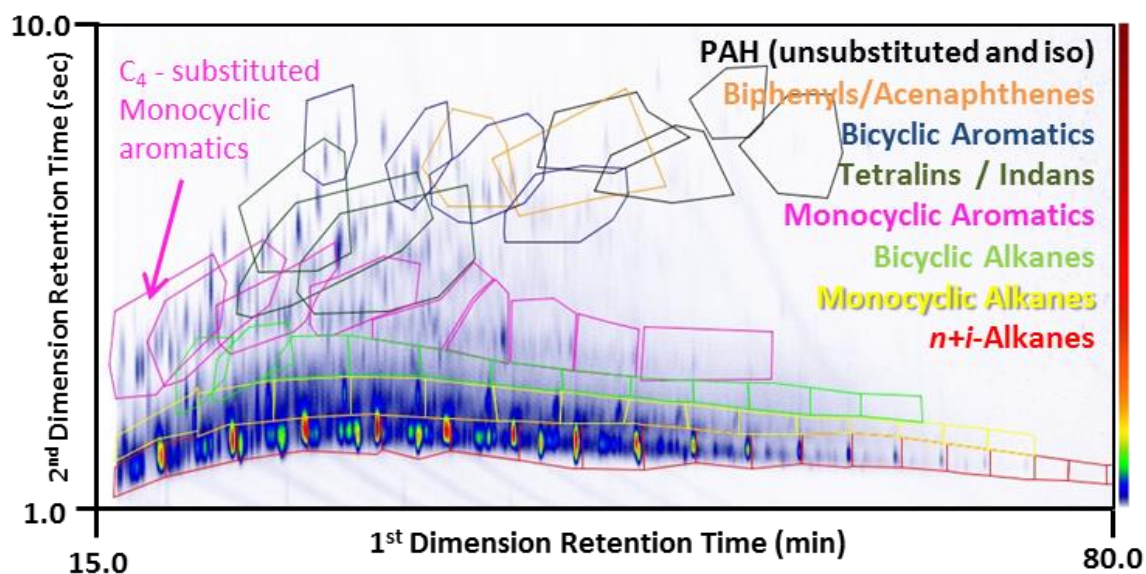 10.0
C₄ - substituted
Monocyclic
aromatics
PAH (unsubstituted and iso)
Biphenyls/Acenaphthenes
Bicyclic Aromatics
Tetralins / Indans
Monocyclic Aromatics
Bicyclic Alkanes
Monocyclic Alkanes
n+i-Alkanes
2nd Dimension Retention Time (sec)
1.0
15.0
1st Dimension Retention Time (min)
80.0